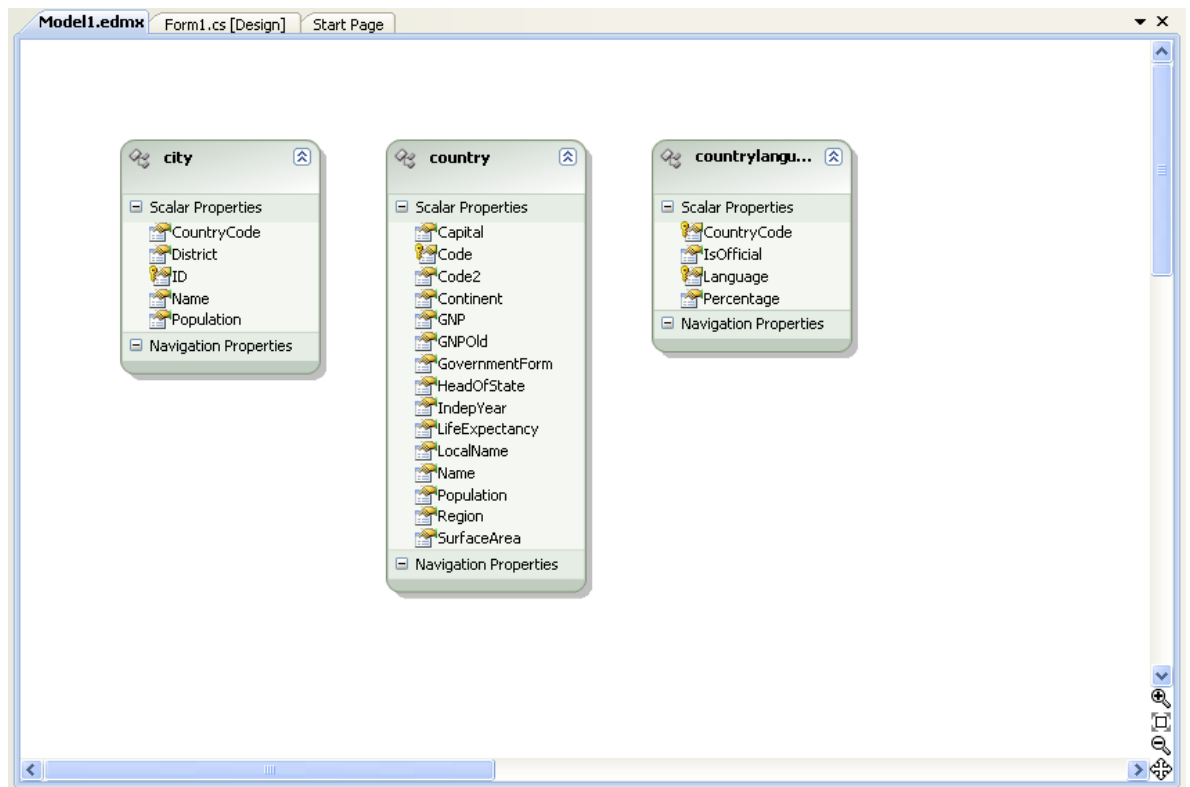 Model1.edmx Form1.cs [Design] Start Page
city
Scalar Properties
CountryCode
District
ID
Name
Population
Navigation Properties
country
Scalar Properties
Capital
Code
Code2
Continent
GNP
GNPOld
GovernmentForm
HeadOfState
IndepYear
LifeExpectancy
LocalName
Name
Population
Region
SurfaceArea
Navigation Properties
countrylangu...
Scalar Properties
CountryCode
IsOfficial
Language
Percentage
Navigation Properties